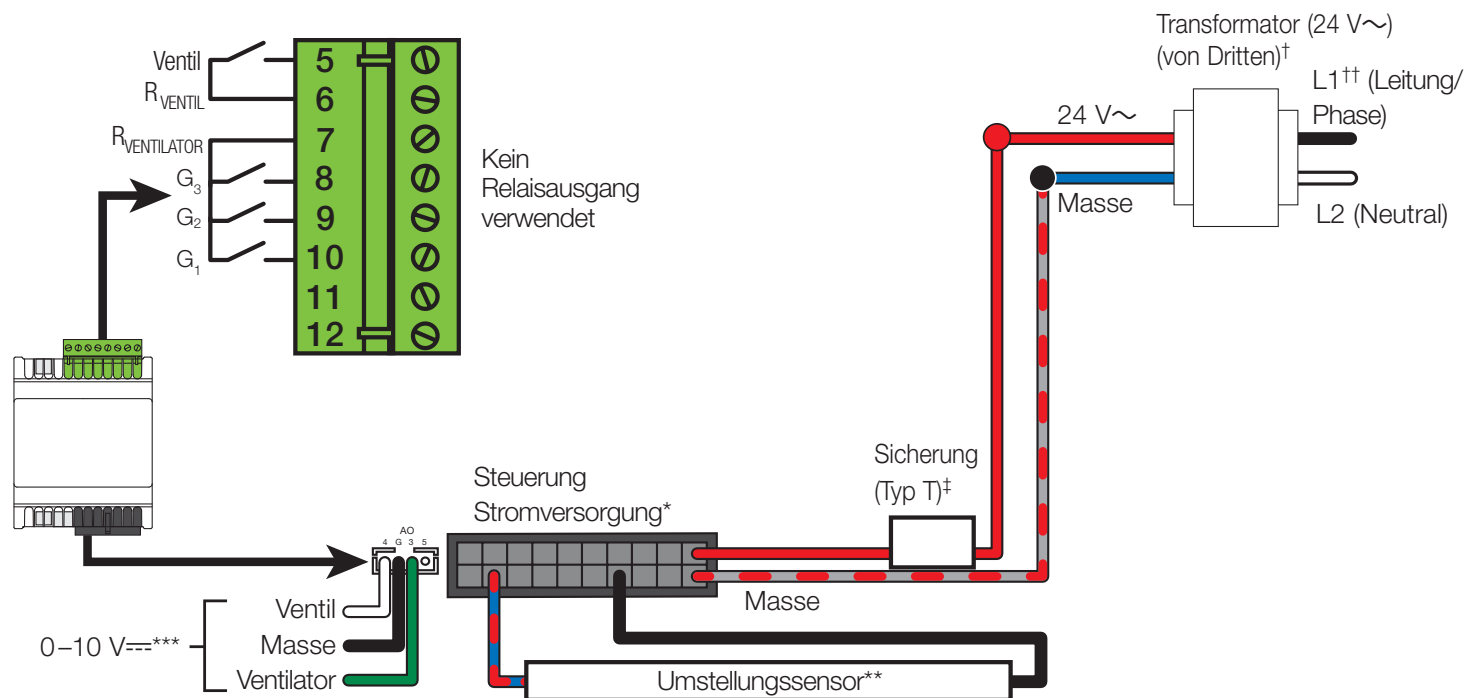 Transformator (24 V∼)
(von Dritten)†
L1†† (Leitung/
Phase)
24 V∼
Masse
L2 (Neutral)
Ventil
R VENTIL
R VENTILATOR
G3
G2
G1
5
6
7
8
9
10
11
12
Kein
Relaisausgang
verwendet
Sicherung
(Typ T)‡
Steuerung
Stromversorgung*
AO
4 G 3 5
Masse
0–10 V⎓***
Ventil
Masse
Ventilator
Umstellungssensor**